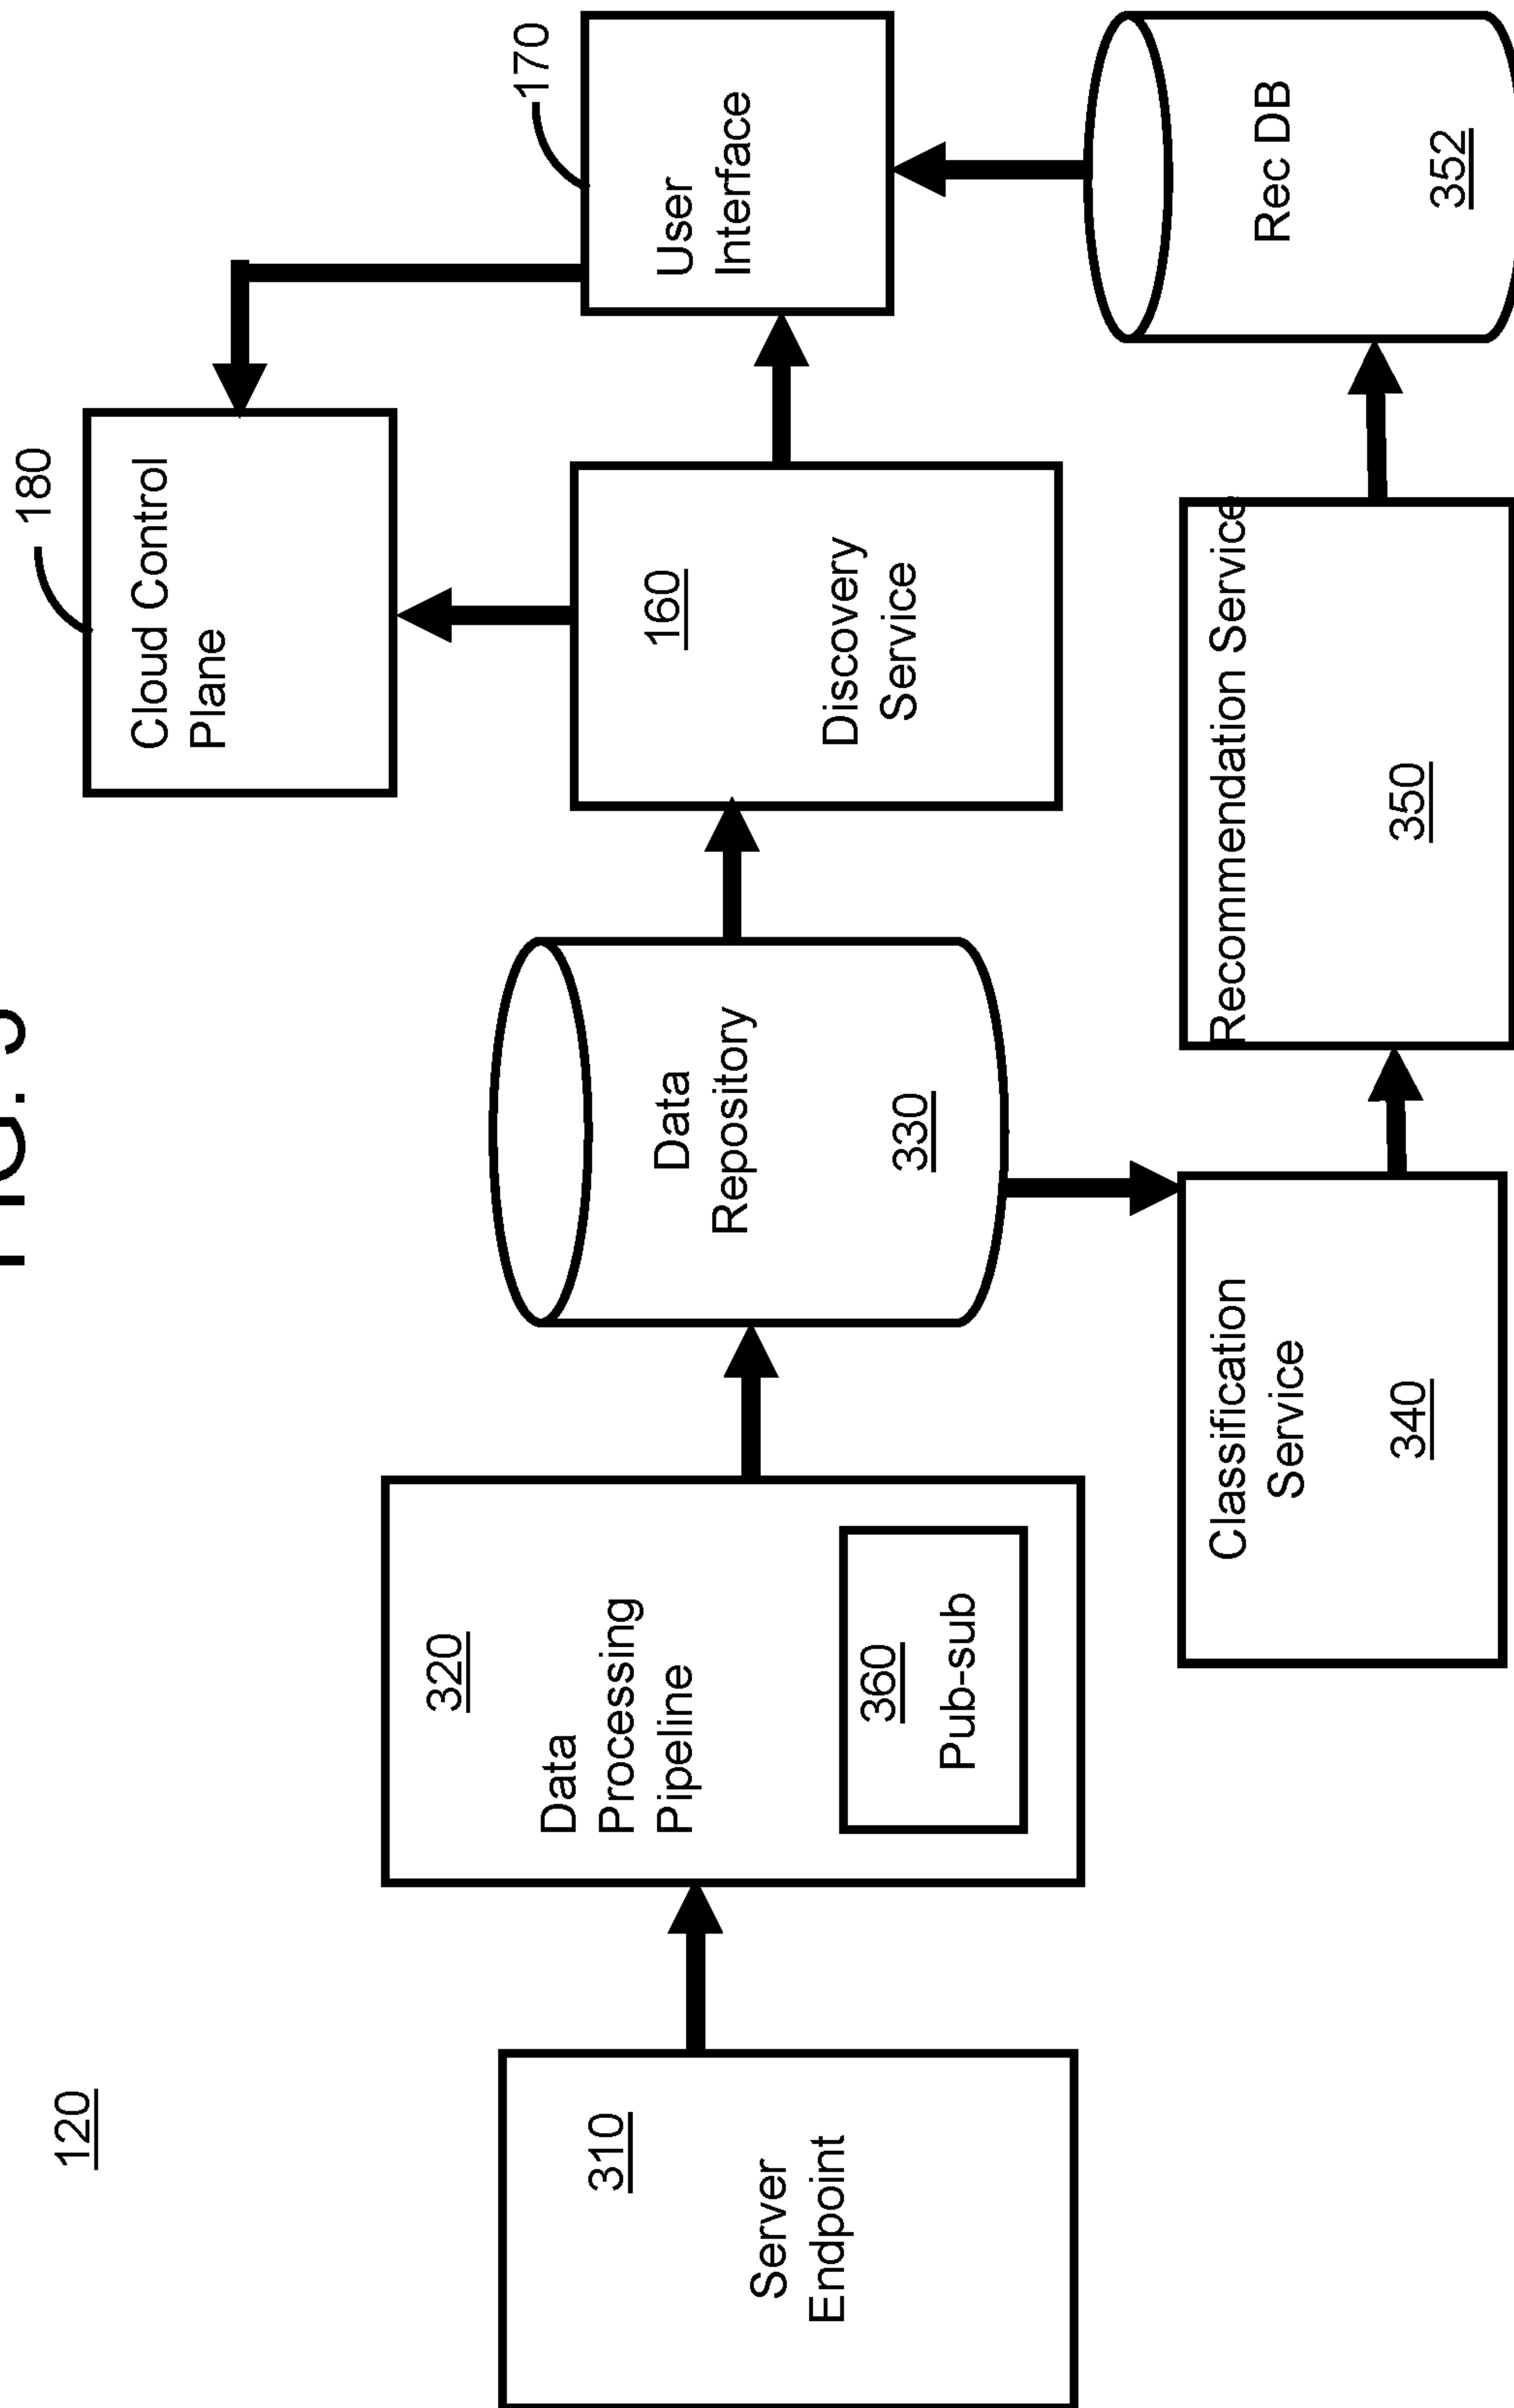 FIG.
120
180
Cloud Control
Plane
170
User
Interface
310
Server
Endpoint
320
Data
Processing
Pipeline
360
Pub-sub
Data
Repository
330
160
Discovery
Service
Classification
Service
340
Recommendation Service
350
Rec DB
352